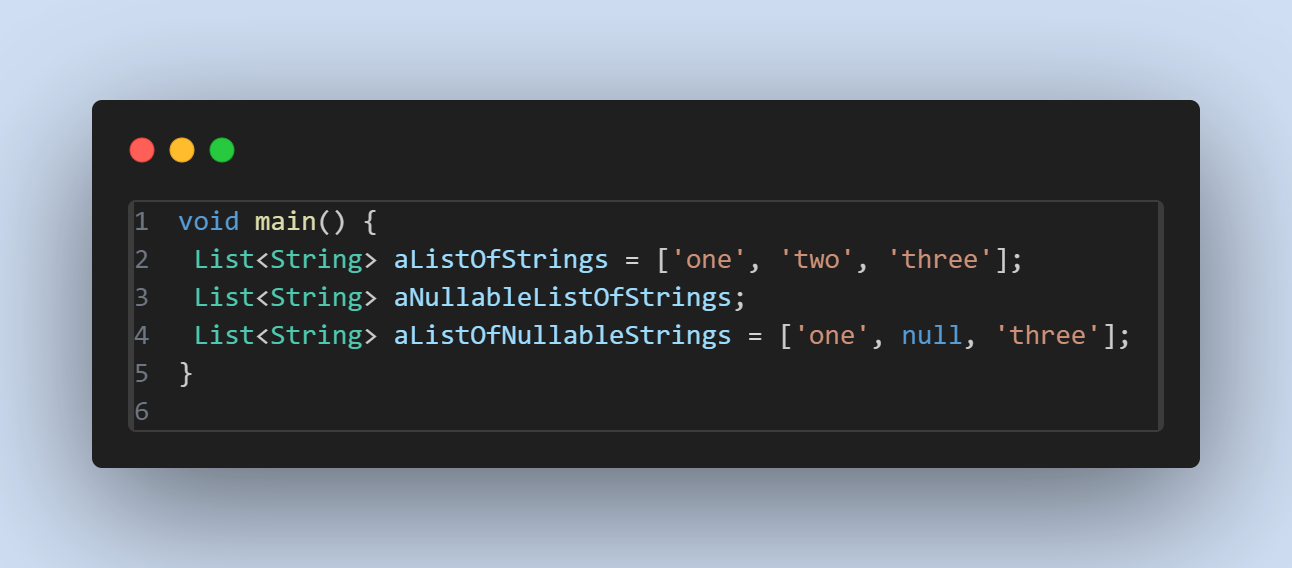 1 void main() {
2 List<String> aListOfStrings = ['one', 'two', 'three'];
3 List<String> aNullableListOfStrings;
4 List<String> aListOfNullableStrings = ['one', null, 'three'];
5 }
6